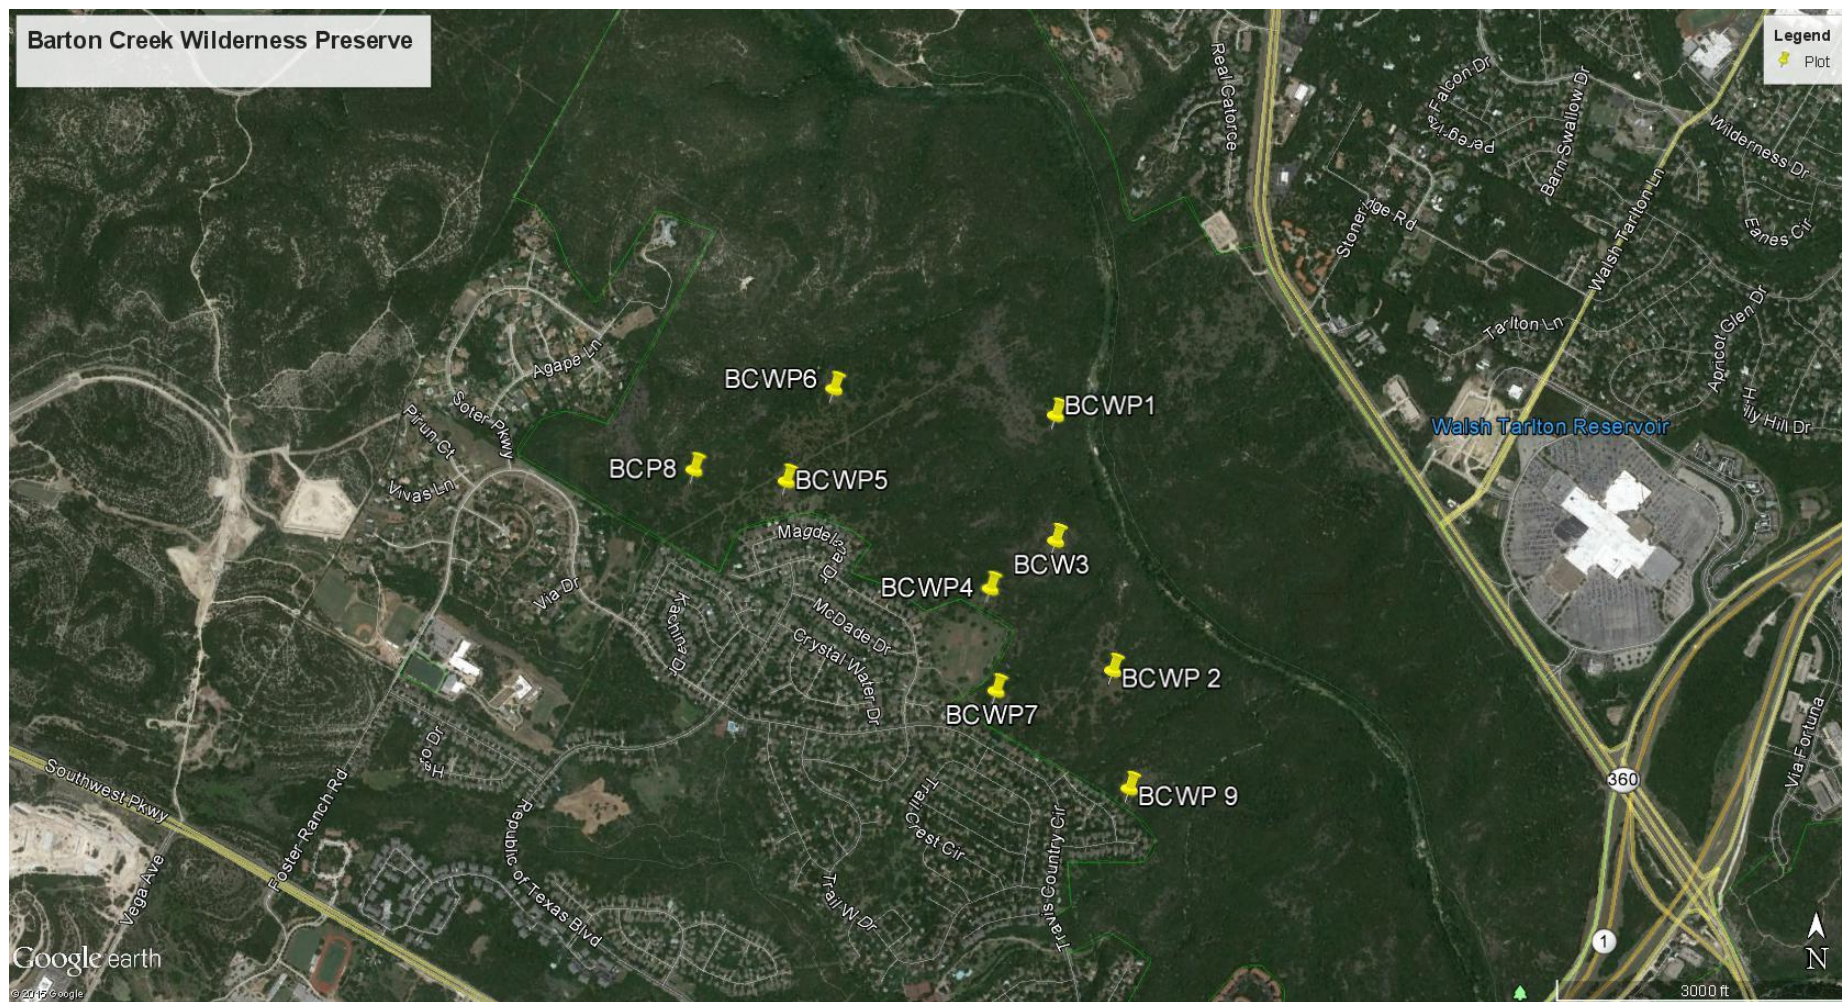 Barton Creek Wilderness Preserve
Legend
Plot
Real Catorce
Peregrine Falcon Dr
Barn Swallow Dr
Wilderness Dr
Walsh Tarlton Ln
Eanes Cir
Tarlton Ln
Apricot Glen Dr
Walsh Tarlton Reservoir
Agape Ln
Soter Pkwy
Pirun Ct
Vivas Ln
Via Dr
BCWP6
BCWP1
BCP8
BCWP5
BCW3
BCWP4
BCWP 2
BCWP7
BCWP 9
Magdelena Dr
McDade Dr
Crystal Water Dr
Kachina Dr
Hero Dr
Southwest Pkwy
Foster Ranch Rd
Vega Ave
Republic of Texas Blvd
Trail Crest Cir
Trail W Dr
Travis Country Cir
Via Fortuna
360
1
N
3000 ft
Google earth
© 2015 Google